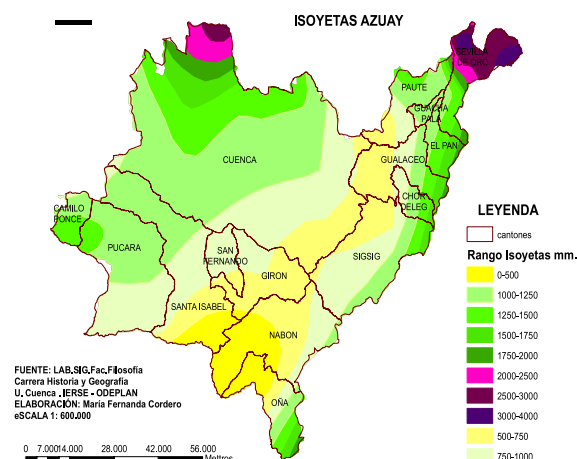 ISOYETAS AZUAY
SEVILLA
DE ORO
PAUTE
GUACHA
PALA
EL PAN
CUENCA
GUALACEO
CHOR
DELEG
CAMILO
PONCE
PUCARA
SAN
FERNANDO
GIRON
SIGSIG
SANTA ISABEL
NABON
OÑA
LEYENDA
cantones
Rango Isoyetas mm.
0-500
1000-1250
1250-1500
1500-1750
1750-2000
2000-2500
2500-3000
3000-4000
500-750
750-1000
FUENTE: LAB.SIG.Fac.Filosofia
Carrera Historia y Geografía
U. Cuenca . IERSE - ODEPLAN
ELABORACIÓN: María Fernanda Cordero
eSCALA 1: 600.000
0 7.00014.000 28.000 42.000 56.000
Metros